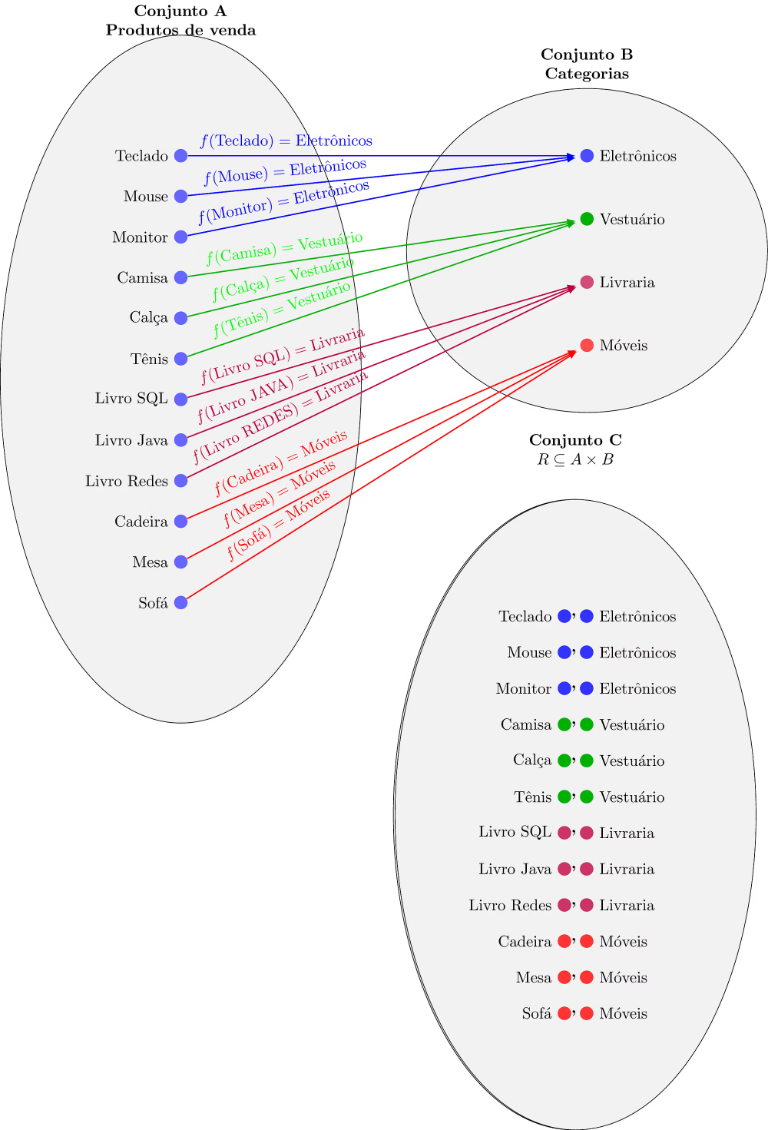 Conjunto A
Produtos de venda
Conjunto B
Categorias
Teclado
Mouse
Monitor
Camisa
Calça
Tênis
Livro SQL
Livro Java
Livro Redes
Cadeira
Mesa
Sofá
f(Teclado) = Eletrônicos
f(Mouse) = Eletrônicos
f(Monitor) = Eletrônicos
f(Camisa) = Vestuário
f(Calça) = Vestuário
f(Tênis) = Vestuário
f(Livro SQL) = Livraria
f(Livro JAVA) = Livraria
f(Livro REDES) = Livraria
f(Cadeira) = Móveis
f(Mesa) = Móveis
f(Sofá) = Móveis
Eletrônicos
Vestuário
Livraria
Móveis
Conjunto C
R ⊆ A × B
Teclado , Eletrônicos
Mouse , Eletrônicos
Monitor , Eletrônicos
Camisa , Vestuário
Calça , Vestuário
Tênis , Vestuário
Livro SQL , Livraria
Livro Java , Livraria
Livro Redes , Livraria
Cadeira , Móveis
Mesa , Móveis
Sofá , Móveis